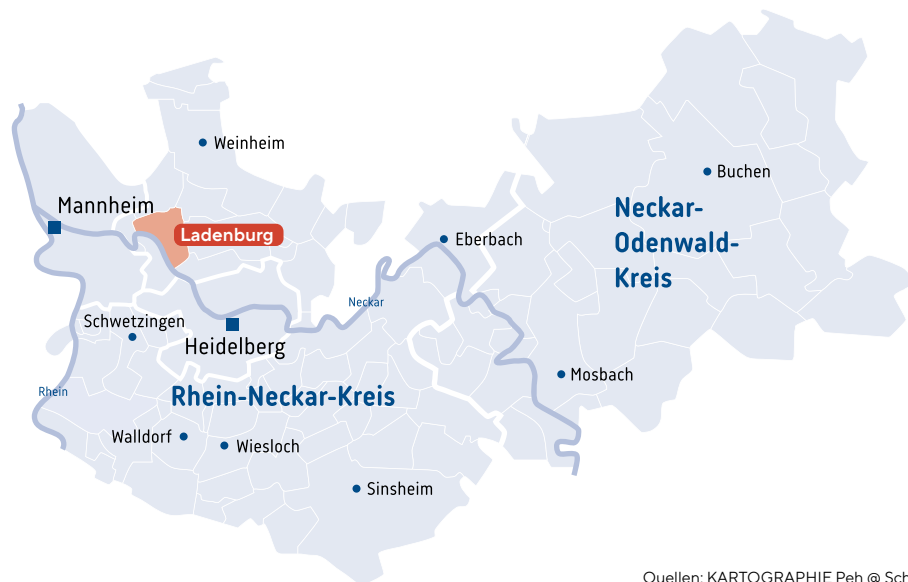 Weinheim
Buchen
Mannheim
Neckar-
Odenwald-
Kreis
Ladenburg
Eberbach
Neckar
Schwetzingen
Heidelberg
Mosbach
Rhein
Rhein-Neckar-Kreis
Walldorf
Wiesloch
Sinsheim
Quellen: KARTOGRAPHIE Peh @ Sch